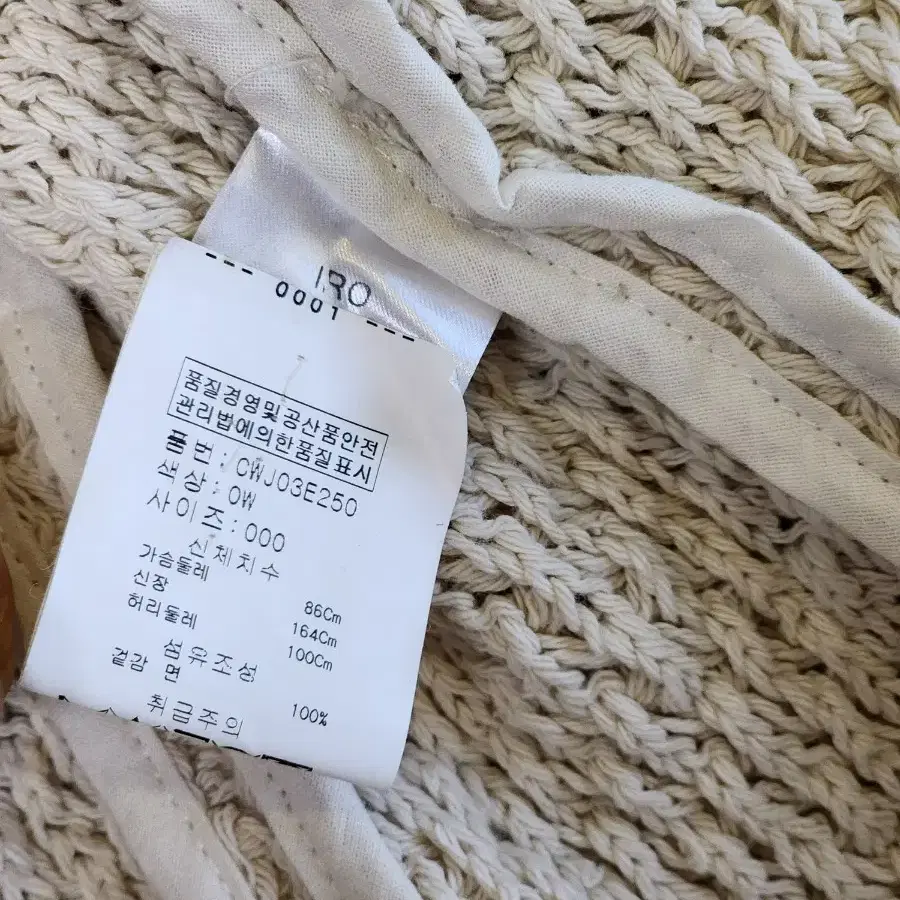 IRO
0001
품질경영및공산품안전
관리법에의한품질표시
품번 : CWJ03E250
색상 : OW
사이즈 : 000
신체치수
가슴둘레 86Cm
신장 164Cm
허리둘레 100Cm
섬유조성
겉감 면 100%
취급주의